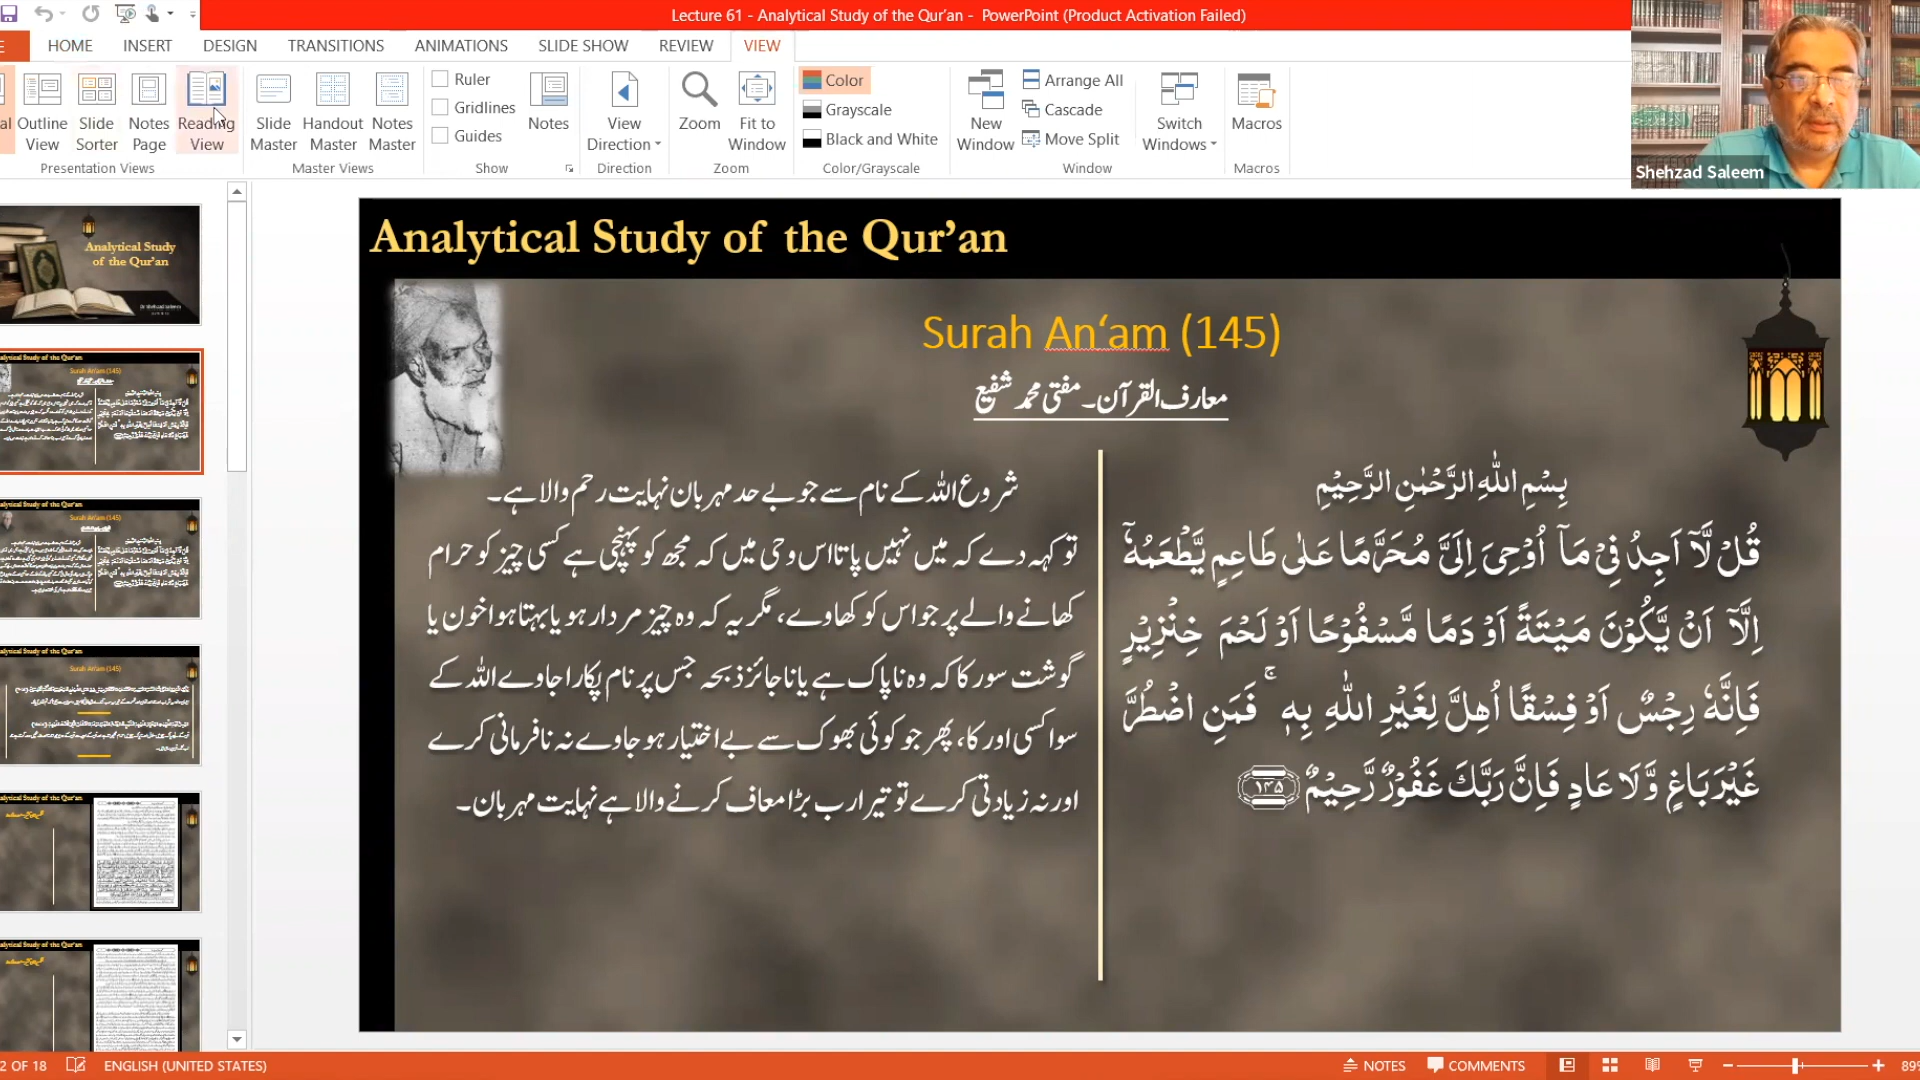 Lecture 61 - Analytical Study of the Qur'an - PowerPoint (Product Activation Failed)
HOME INSERT DESIGN TRANSITIONS ANIMATIONS SLIDE SHOW REVIEW VIEW
Outline View
Slide Sorter
Notes Page
Reading View
Presentation Views
Slide Master
Handout Master
Notes Master
Master Views
Ruler
Gridlines
Guides
Show
Notes
View Direction
Direction
Zoom
Fit to Window
Zoom
Color
Grayscale
Black and White
Color/Grayscale
New Window
Arrange All
Cascade
Move Split
Switch Windows
Window
Macros
Macros
Shehzad Saleem
Analytical Study
of the Qur'an
Analytical Study of the Qur’an
Surah An‘am (145)
معارف القرآن۔ مفتی محمد شفیع
بِسْمِ اللّٰهِ الرَّحْمٰنِ الرَّحِيْمِ
قُلْ لَّآ اَجِدُ فِيْ مَآ اُوْحِيَ اِلَيَّ مُحَرَّمًا عَلٰى طَاعِمٍ يَّطْعَمُهٗٓ
اِلَّآ اَنْ يَّكُوْنَ مَيْتَةً اَوْ دَمًا مَّسْفُوْحًا اَوْ لَحْمَ خِنْزِيْرٍ
فَاِنَّهٗ رِجْسٌ اَوْ فِسْقًا اُهِلَّ لِغَيْرِ اللّٰهِ بِهٖ ۚ فَمَنِ اضْطُرَّ
غَيْرَ بَاغٍ وَّلَا عَادٍ فَاِنَّ رَبَّكَ غَفُوْرٌ رَّحِيْمٌ ۱۴۵
شروع اللہ کے نام سے جو بے حد مہربان نہایت رحم والا ہے۔
تو کہہ دے کہ میں نہیں پاتا اس وحی میں کہ مجھ کو پہنچی ہے کسی چیز کو حرام
کھانے والے پر جو اس کو کھاوے، مگر یہ کہ وہ چیز مردار ہو یا بہتا ہوا خون یا
گوشت سور کا کہ وہ ناپاک ہے یا ناجائز ذبحہ جس پر نام پکارا جاوے اللہ کے
سوا کسی اور کا، پھر جو کوئی بھوک سے بے اختیار ہو جاوے نہ نافرمانی کرے
اور نہ زیادتی کرے تو تیرا رب بڑا معاف کرنے والا ہے نہایت مہربان۔
2 OF 18 ENGLISH (UNITED STATES) NOTES COMMENTS